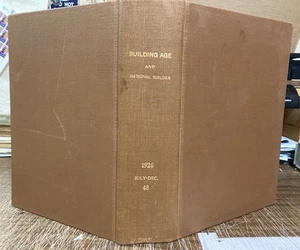 BUILDING AGE
AND
NATIONAL BUILDER
1926
JULY-DEC.
48